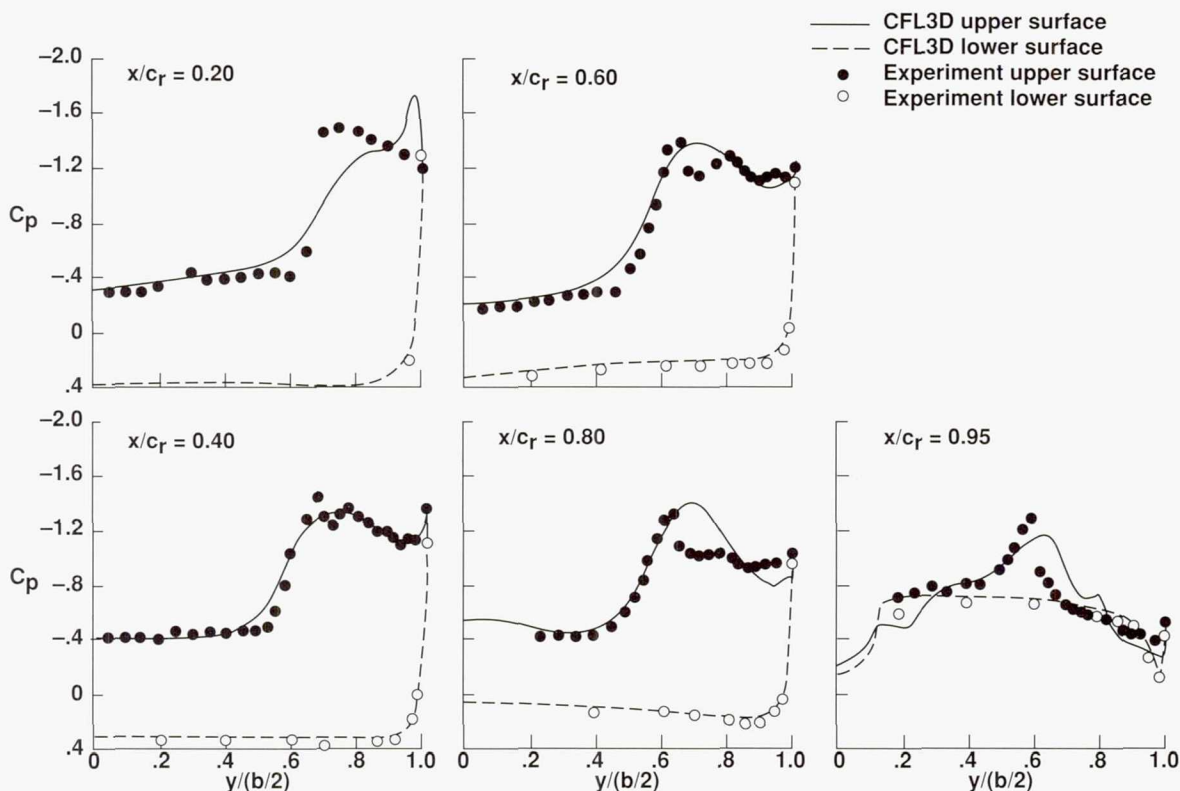 CFL3D upper surface
CFL3D lower surface
Experiment upper surface
Experiment lower surface
x/cr = 0.20
x/cr = 0.60
–2.0
–1.6
–1.2
–.8
–.4
0
.4
Cp
x/cr = 0.40
x/cr = 0.80
x/cr = 0.95
–2.0
–1.6
–1.2
–.8
–.4
0
.4
Cp
0 .2 .4 .6 .8 1.0
0 .2 .4 .6 .8 1.0
0 .2 .4 .6 .8 1.0
y/(b/2)
y/(b/2)
y/(b/2)